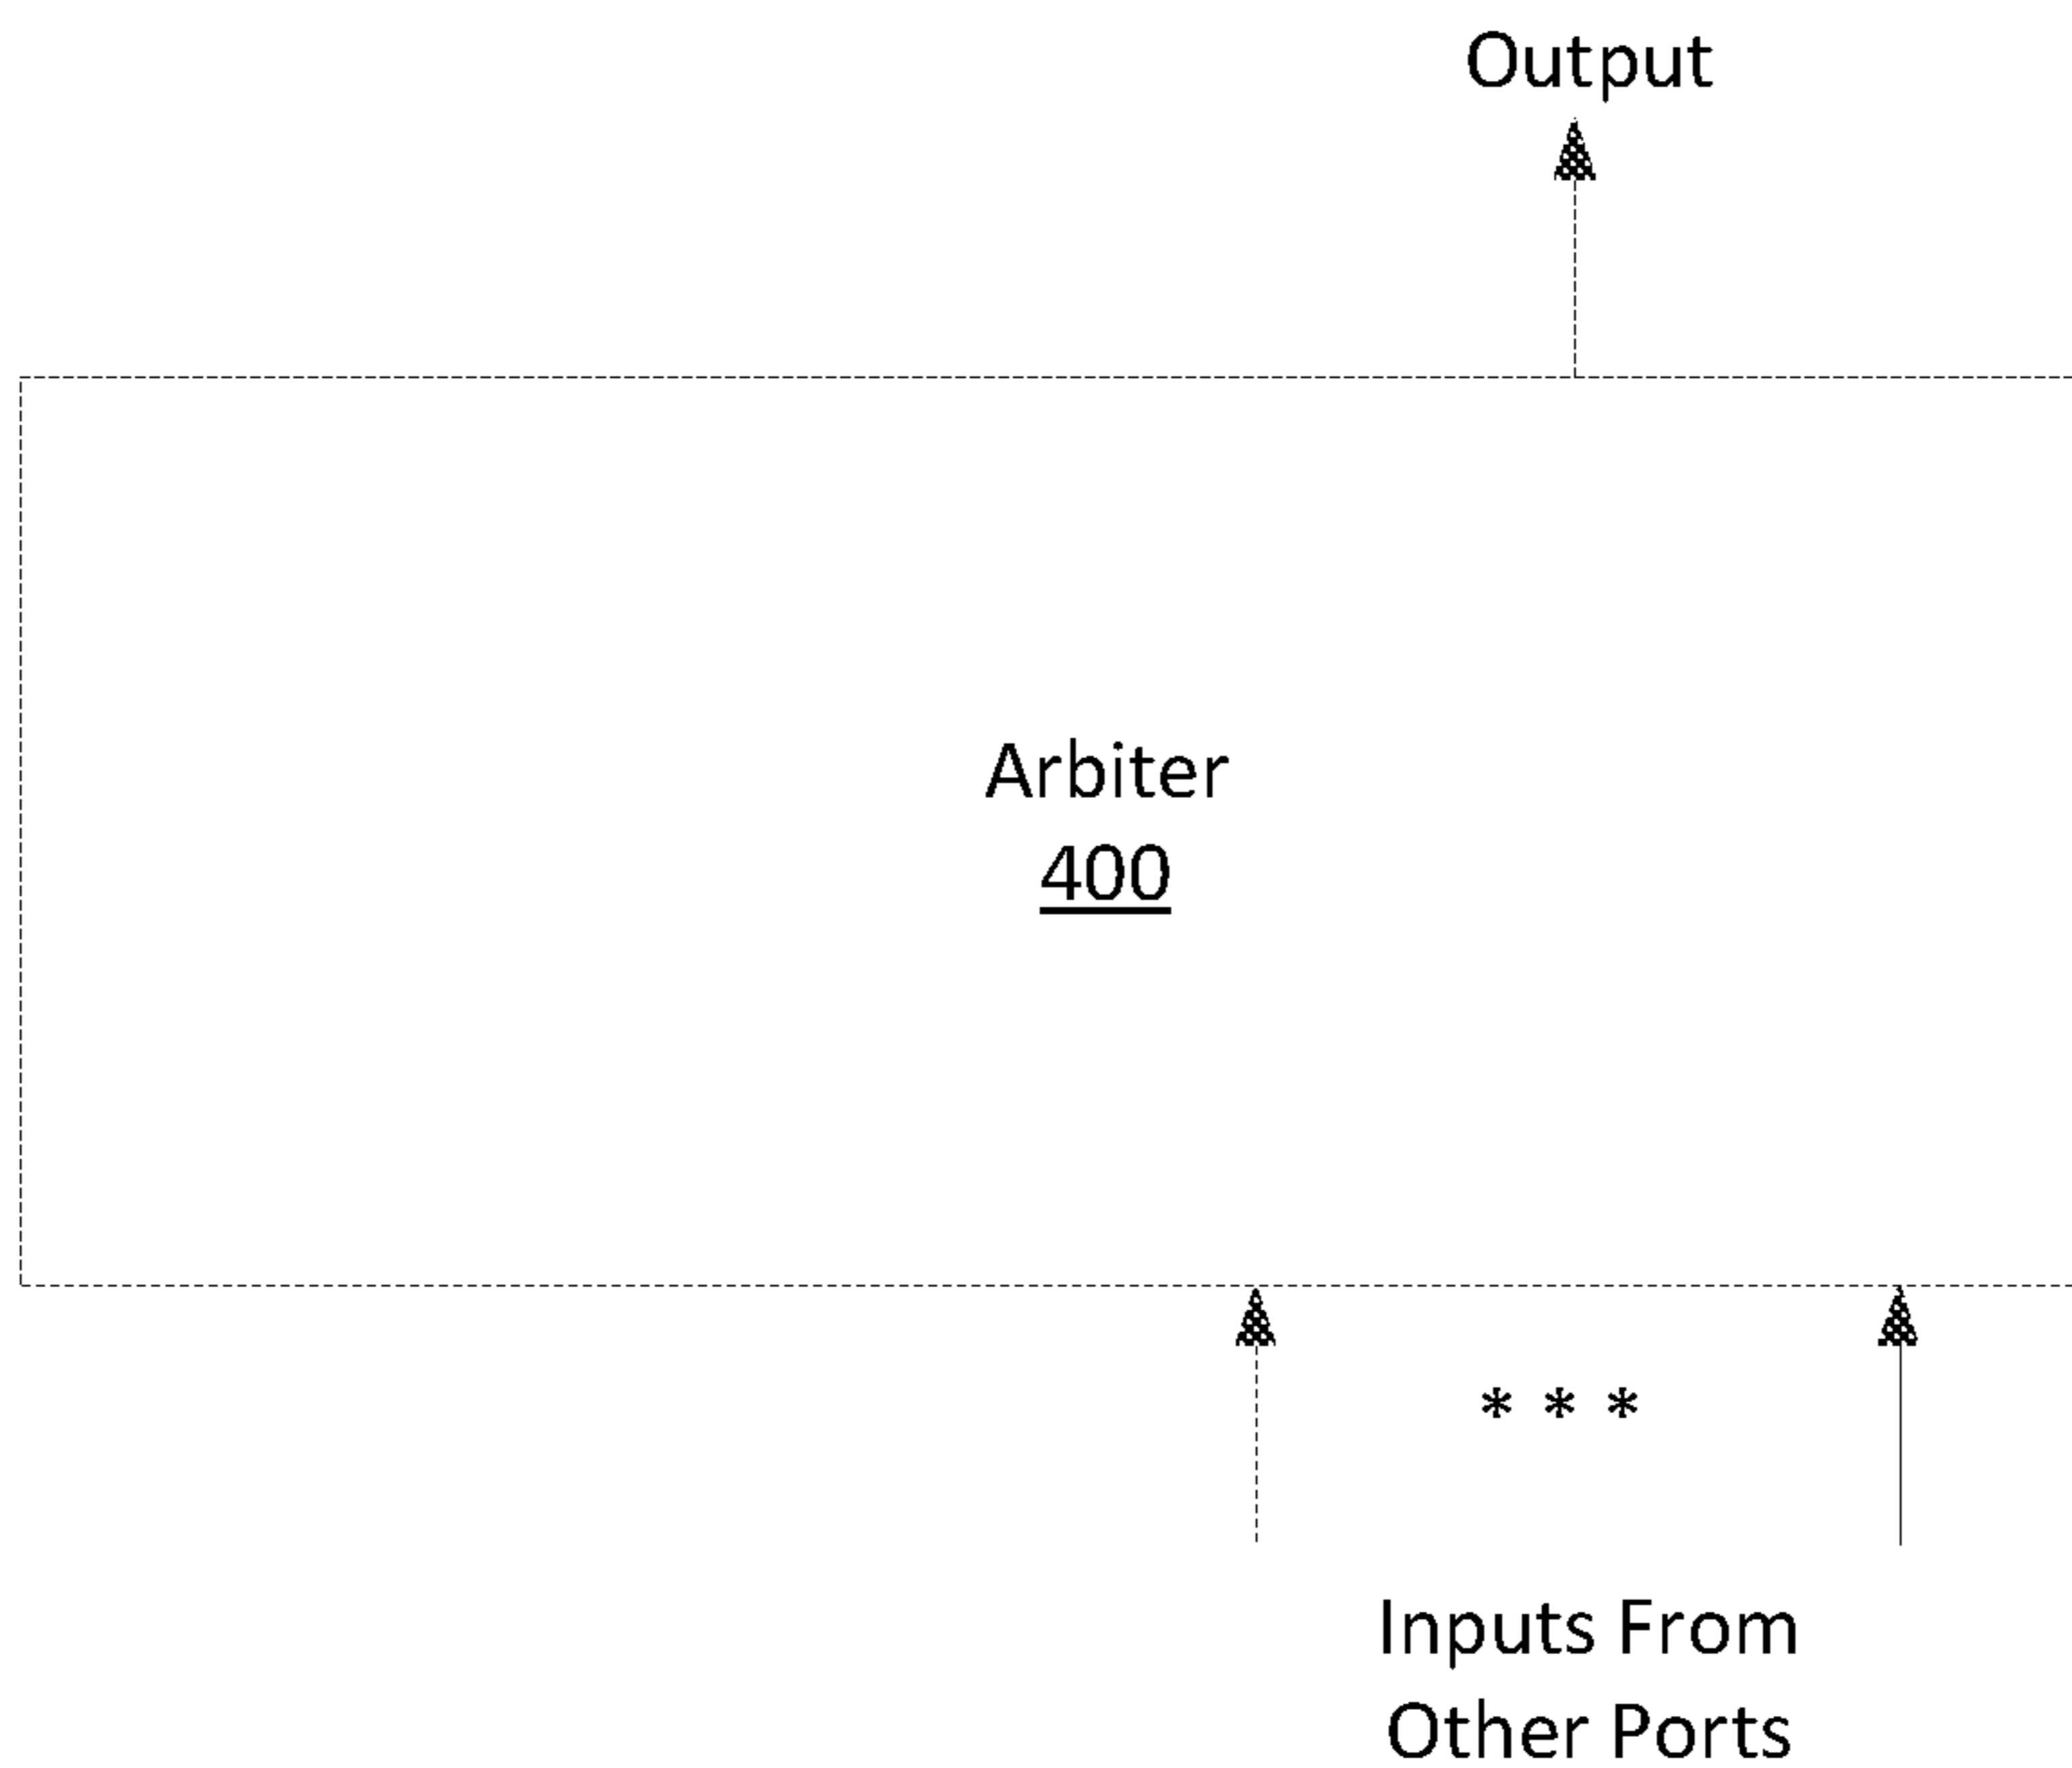 Output
Arbiter
400
* * *
Inputs From
Other Ports